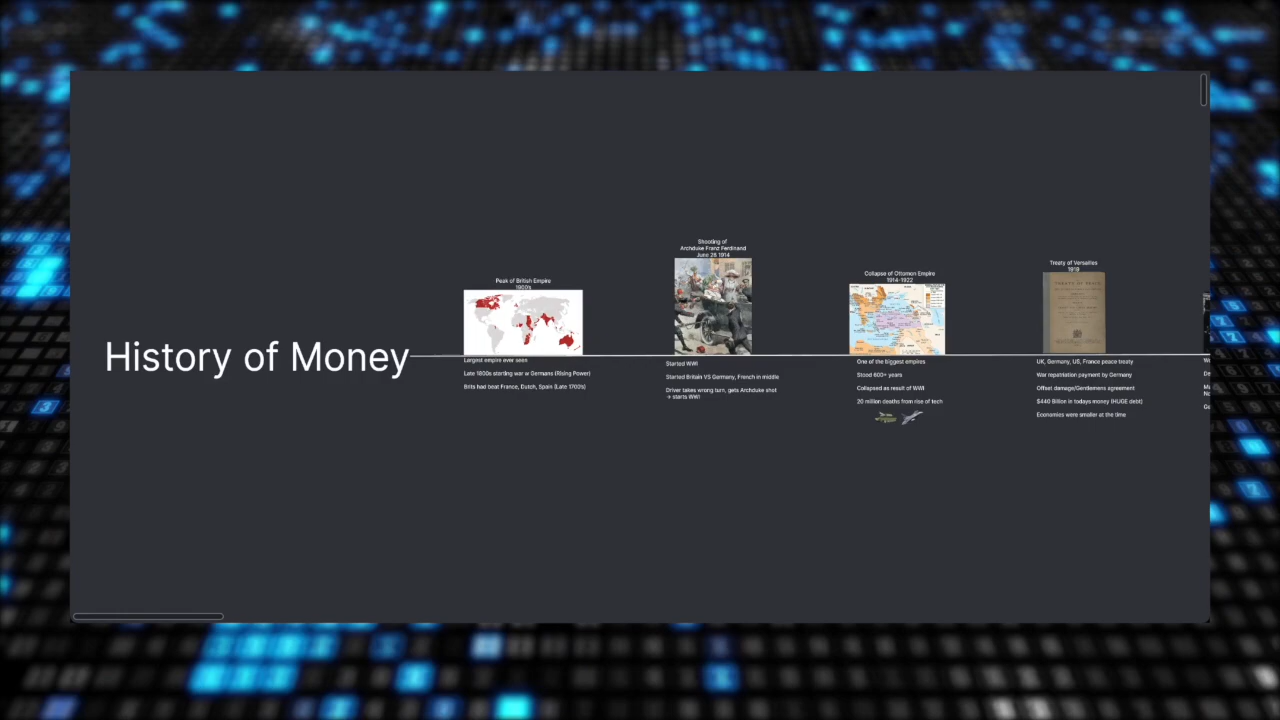 History of Money
Peak of British Empire
1900's
Largest empire ever seen
Late 1800s starting war w Germans (Rising Power)
Brits had beat France, Dutch, Spain (Late 1700's)
Shooting of
Archduke Franz Ferdinand
June 28 1914
Started WWI
Started Britain VS Germany, French in middle
Driver takes wrong turn, gets Archduke shot
→ starts WWI
Collapse of Ottomon Empire
1914-1922
One of the biggest empires
Stood 600+ years
Collapsed as result of WWI
20 million deaths from rise of tech
Treaty of Versailles
1919
UK, Germany, US, France peace treaty
War repatriation payment by Germany
Offset damage/Gentlemens agreement
$440 Billion in todays money (HUGE debt)
Economies were smaller at the time